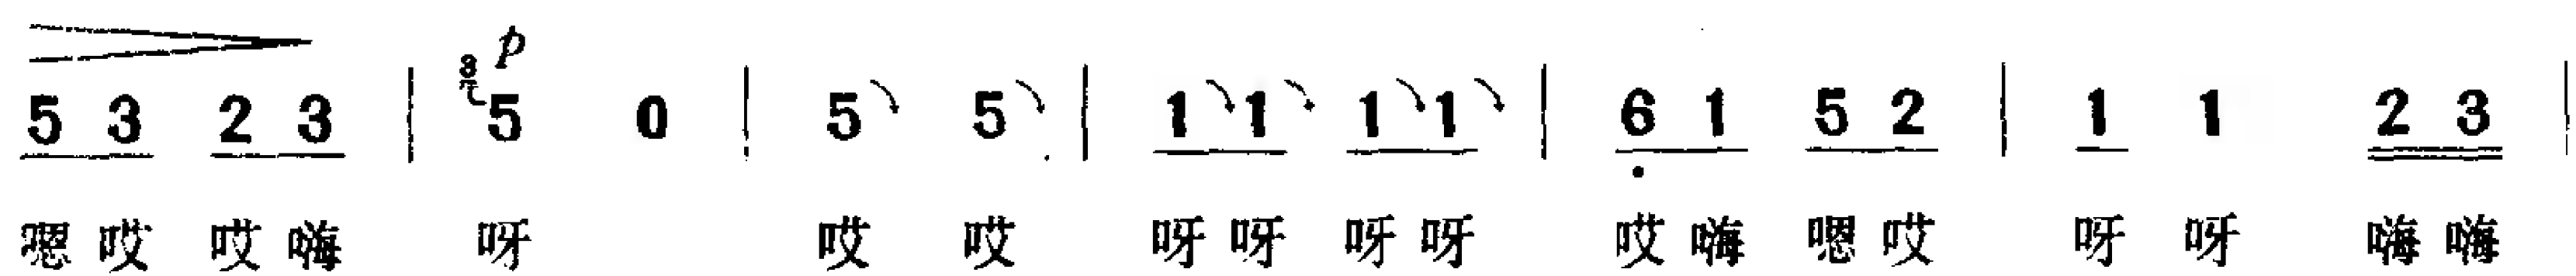 p
5 3 2 3 | 3 5 0 | 5 5 | 1 1 1 1 | 6 1 5 2 | 1 1 2 3 |
嗯 哎 哎 嗨 呀 哎 哎 呀 呀 呀 呀 哎 嗨 嗯 哎 呀 呀 嗨 嗨